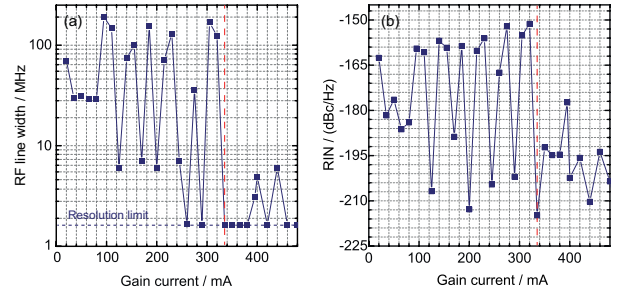 (a)
RF line width / MHz
100
10
1
Resolution limit
0
100
200
300
400
Gain current / mA
(b)
RIN / (dBc/Hz)
-150
-165
-180
-195
-210
-225
0
100
200
300
400
Gain current / mA